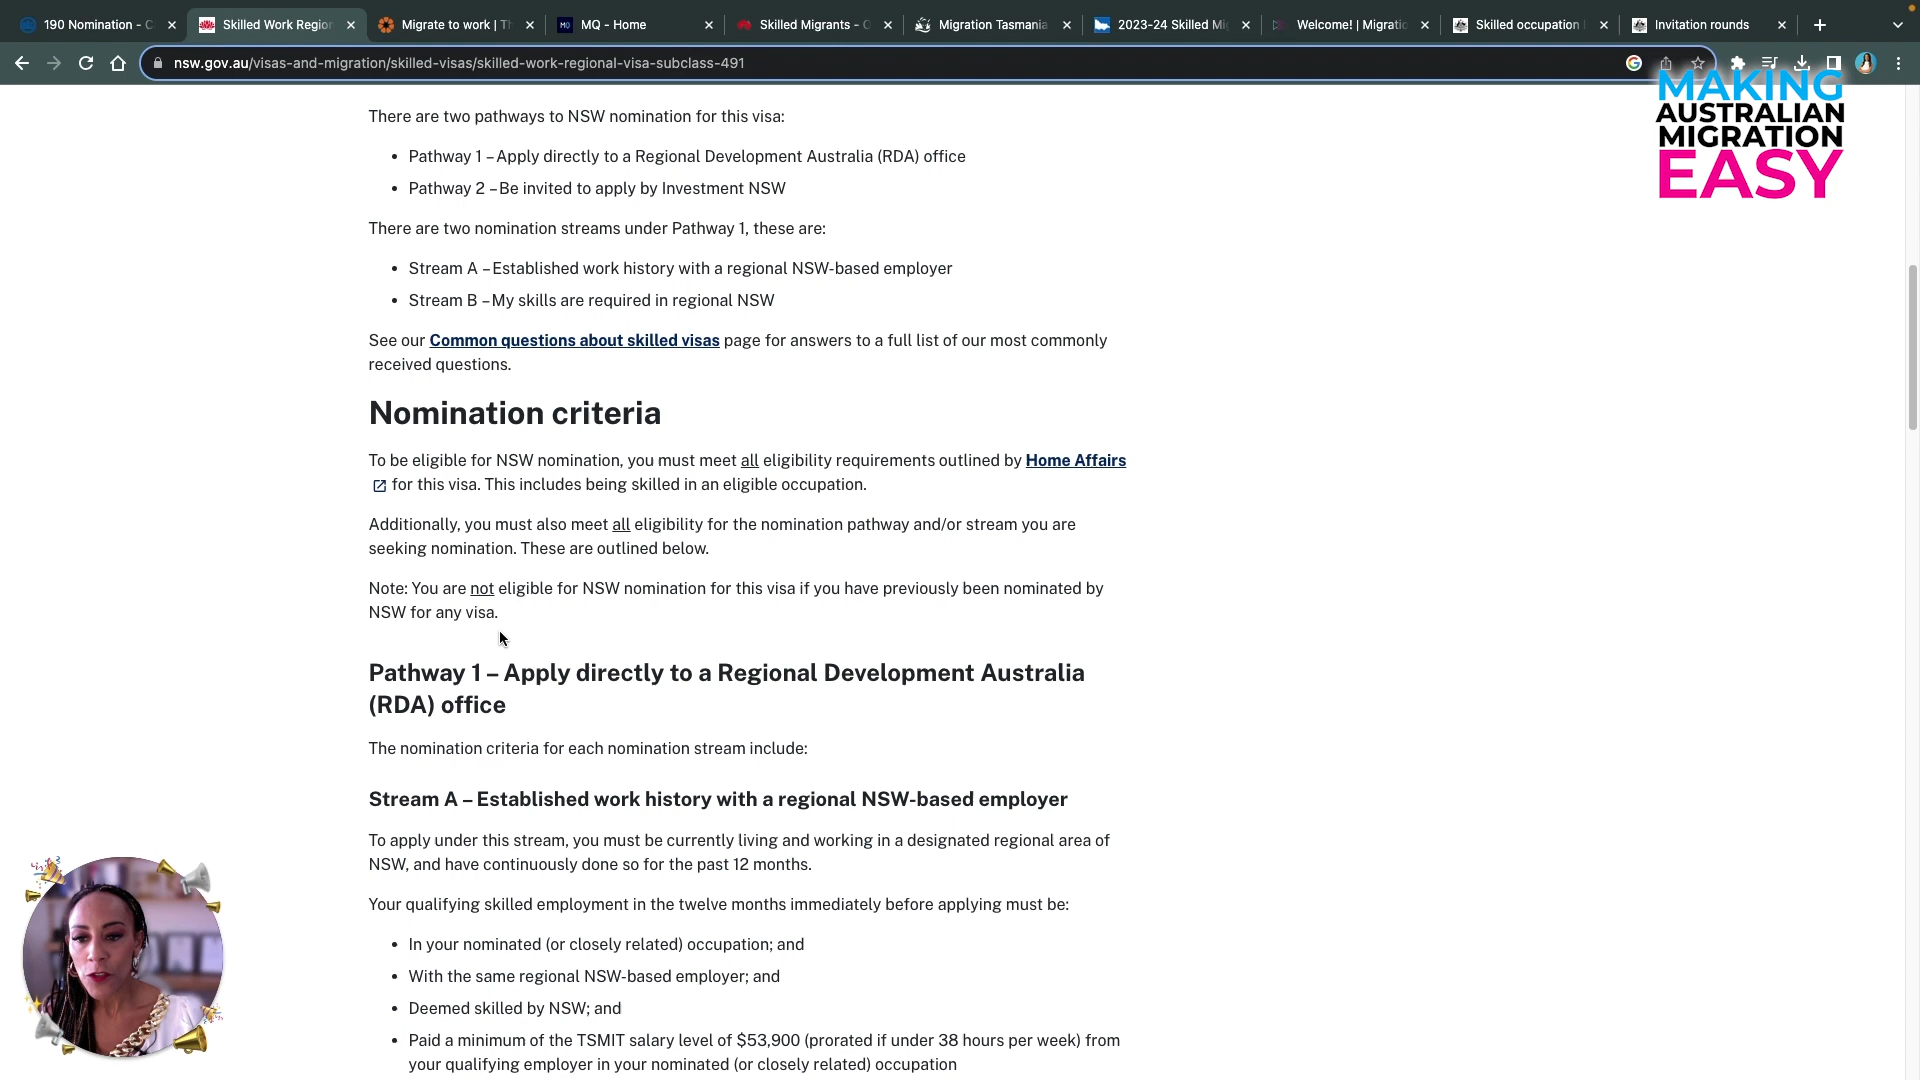 190 Nomination - C
Skilled Work Region
Migrate to work | Th
MQ
MQ - Home
Skilled Migrants - C
Migration Tasmania
2023-24 Skilled Mi
Welcome! | Migratio
Skilled occupation l
Invitation rounds
nsw.gov.au/visas-and-migration/skilled-visas/skilled-work-regional-visa-subclass-491
MAKING
AUSTRALIAN
MIGRATION
EASY
There are two pathways to NSW nomination for this visa:
• Pathway 1 – Apply directly to a Regional Development Australia (RDA) office
• Pathway 2 – Be invited to apply by Investment NSW
There are two nomination streams under Pathway 1, these are:
• Stream A – Established work history with a regional NSW-based employer
• Stream B – My skills are required in regional NSW
See our Common questions about skilled visas page for answers to a full list of our most commonly
received questions.
Nomination criteria
To be eligible for NSW nomination, you must meet all eligibility requirements outlined by Home Affairs
for this visa. This includes being skilled in an eligible occupation.
Additionally, you must also meet all eligibility for the nomination pathway and/or stream you are
seeking nomination. These are outlined below.
Note: You are not eligible for NSW nomination for this visa if you have previously been nominated by
NSW for any visa.
Pathway 1 – Apply directly to a Regional Development Australia
(RDA) office
The nomination criteria for each nomination stream include:
Stream A – Established work history with a regional NSW-based employer
To apply under this stream, you must be currently living and working in a designated regional area of
NSW, and have continuously done so for the past 12 months.
Your qualifying skilled employment in the twelve months immediately before applying must be:
• In your nominated (or closely related) occupation; and
• With the same regional NSW-based employer; and
• Deemed skilled by NSW; and
• Paid a minimum of the TSMIT salary level of $53,900 (prorated if under 38 hours per week) from
your qualifying employer in your nominated (or closely related) occupation